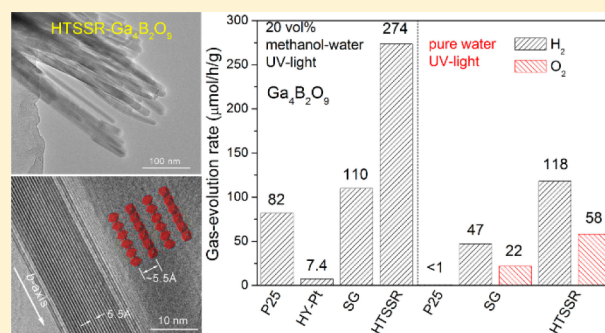 HTSSR-Ga₄B₂O₉
100 nm
b-axis
~5.5Å
~5.5Å
10 nm
Gas-evolution rate (μmol/h/g)
300
250
200
150
100
50
0
20 vol%
methanol-water
UV-light
Ga₄B₂O₉
pure water
UV-light
H₂
O₂
82
7.4
110
274
<1
47
22
118
58
P25
HY-Pt
SG
HTSSR
P25
SG
HTSSR